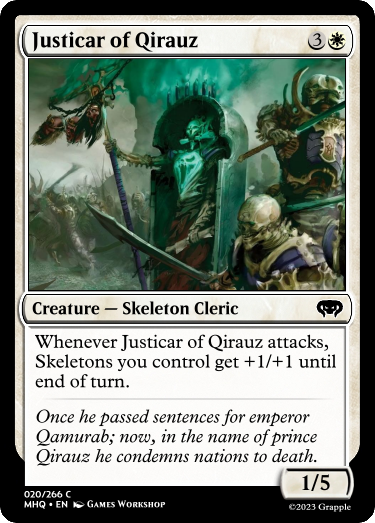 Justicar of Qirauz 3
Creature — Skeleton Cleric
Whenever Justicar of Qirauz attacks,
Skeletons you control get +1/+1 until
end of turn.
Once he passed sentences for emperor
Qamurab; now, in the name of prince
Qirauz he condemns nations to death.
1/5
020/266 C
MHQ • EN Games Workshop
©2023 Grapple